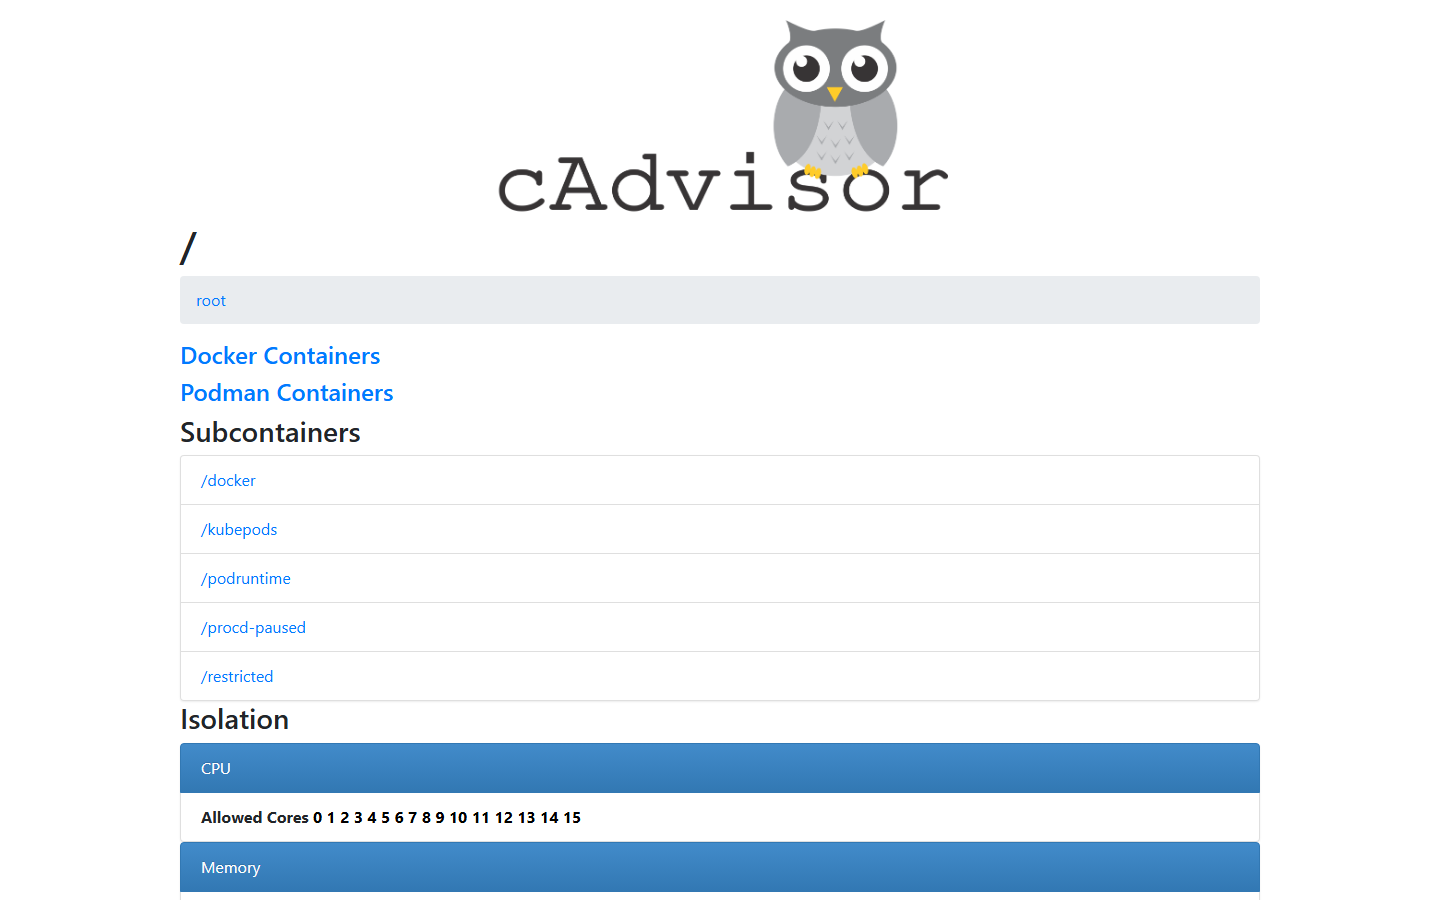 cAdvisor
/
root
Docker Containers
Podman Containers
Subcontainers
/docker
/kubepods
/podruntime
/procd-paused
/restricted
Isolation
CPU
Allowed Cores 0 1 2 3 4 5 6 7 8 9 10 11 12 13 14 15
Memory